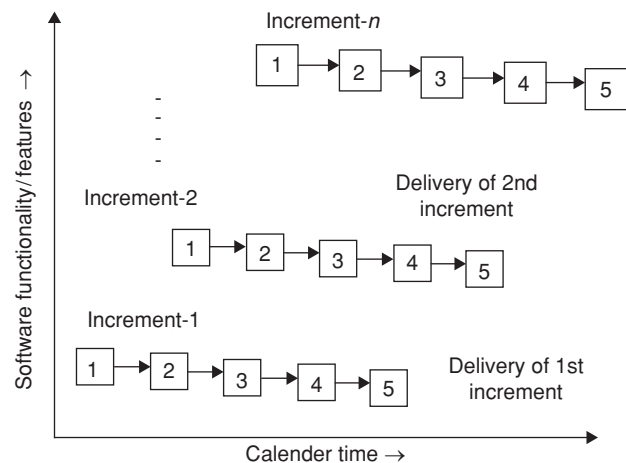 Increment-n
1 2 3 4 5
Software functionality/features →
Increment-2
Delivery of 2nd
increment
1 2 3 4 5
Increment-1
1 2 3 4 5
Delivery of 1st
increment
Calender time →